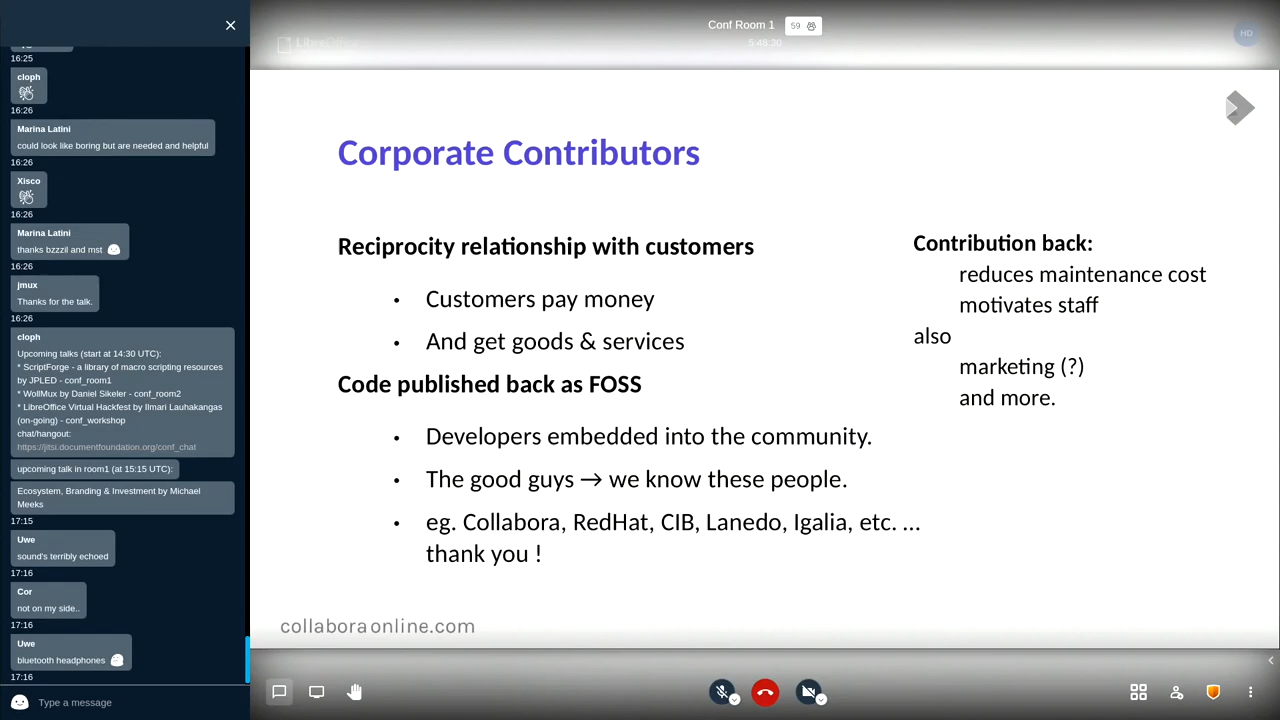 16:25
cloph
16:26
Marina Latini
could look like boring but are needed and helpful
16:26
Xisco
16:26
Marina Latini
thanks bzzzil and mst
16:26
jmux
Thanks for the talk.
16:26
cloph
Upcoming talks (start at 14:30 UTC):
* ScriptForge - a library of macro scripting resources
by JPLED - conf_room1
* WollMux by Daniel Sikeler - conf_room2
* LibreOffice Virtual Hackfest by Ilmari Lauhakangas
(on-going) - conf_workshop
chat/hangout:
https://jitsi.documentfoundation.org/conf_chat
upcoming talk in room1 (at 15:15 UTC):
Ecosystem, Branding & Investment by Michael
Meeks
17:15
Uwe
sound's terribly echoed
17:16
Cor
not on my side..
17:16
Uwe
bluetooth headphones
17:16
Type a message
Conf Room 1
59
5:48:30
LibreOffice
HD
Corporate Contributors
Reciprocity relationship with customers
• Customers pay money
• And get goods & services
Code published back as FOSS
• Developers embedded into the community.
• The good guys → we know these people.
• eg. Collabora, RedHat, CIB, Lanedo, Igalia, etc. ...
thank you !
Contribution back:
reduces maintenance cost
motivates staff
also
marketing (?)
and more.
collaboraonline.com